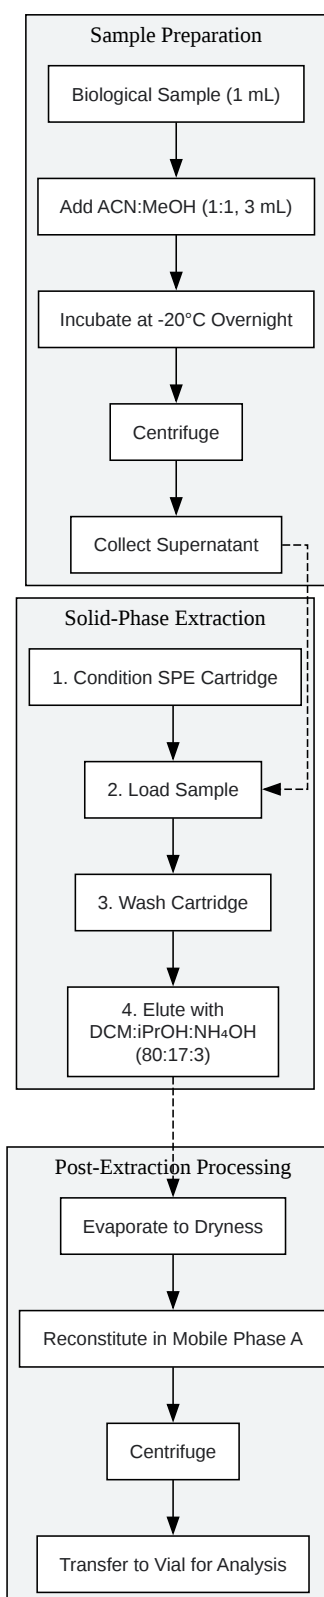 Sample Preparation
Biological Sample (1 mL)
Add ACN:MeOH (1:1, 3 mL)
Incubate at -20°C Overnight
Centrifuge
Collect Supernatant
Solid-Phase Extraction
1. Condition SPE Cartridge
2. Load Sample
3. Wash Cartridge
4. Elute with
DCM:iPrOH:NH₄OH
(80:17:3)
Post-Extraction Processing
Evaporate to Dryness
Reconstitute in Mobile Phase A
Centrifuge
Transfer to Vial for Analysis